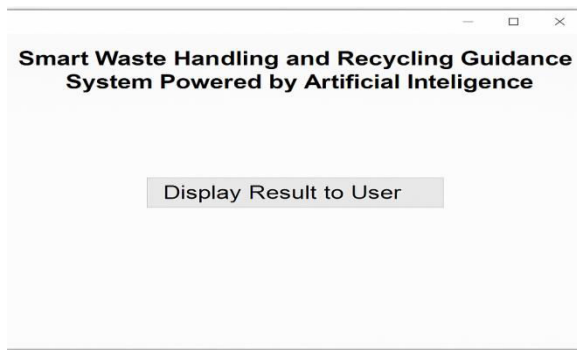 Smart Waste Handling and Recycling Guidance
System Powered by Artificial Inteligence
Display Result to User